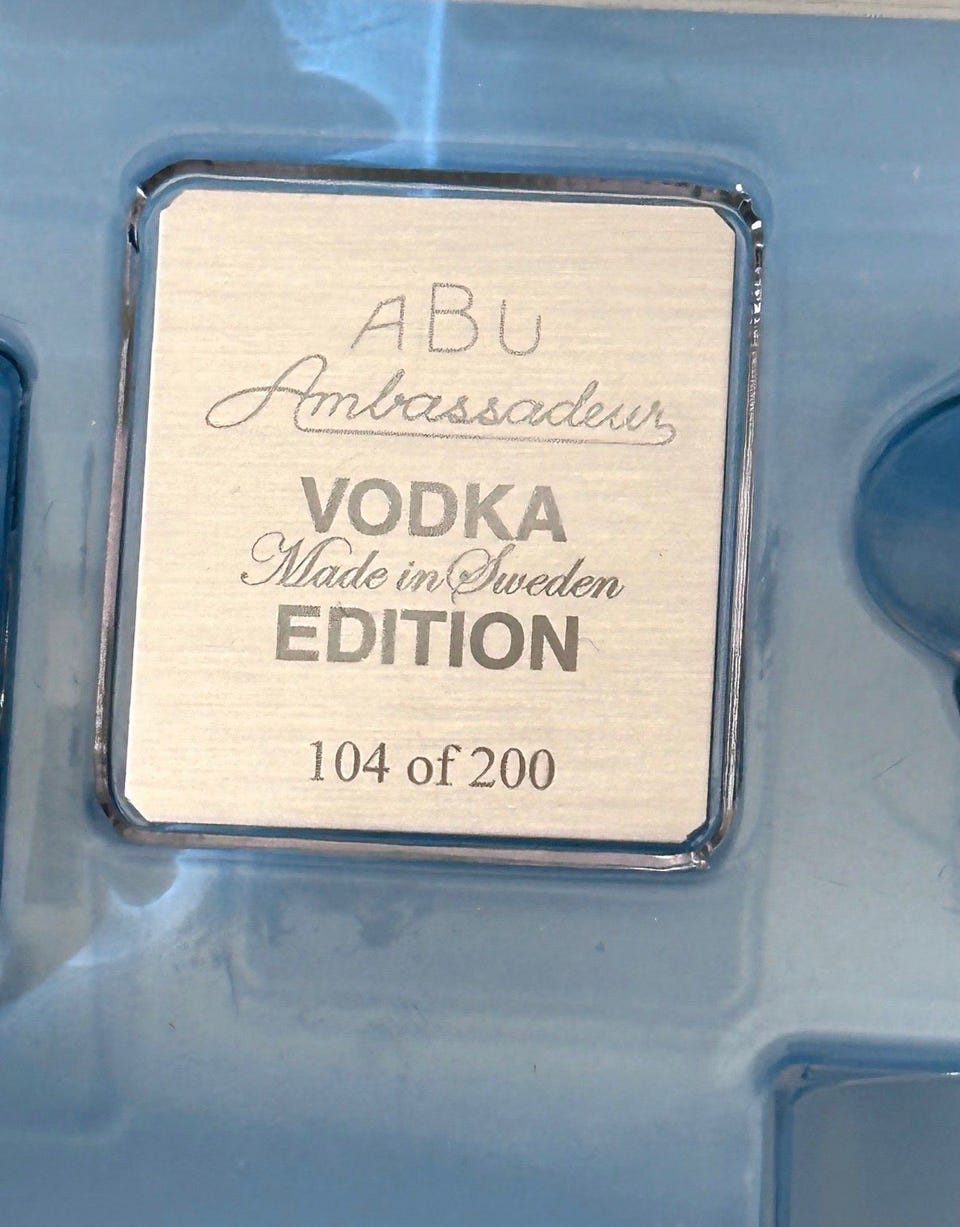 ABU
Ambassadeur
VODKA
Made in Sweden
EDITION
104 of 200